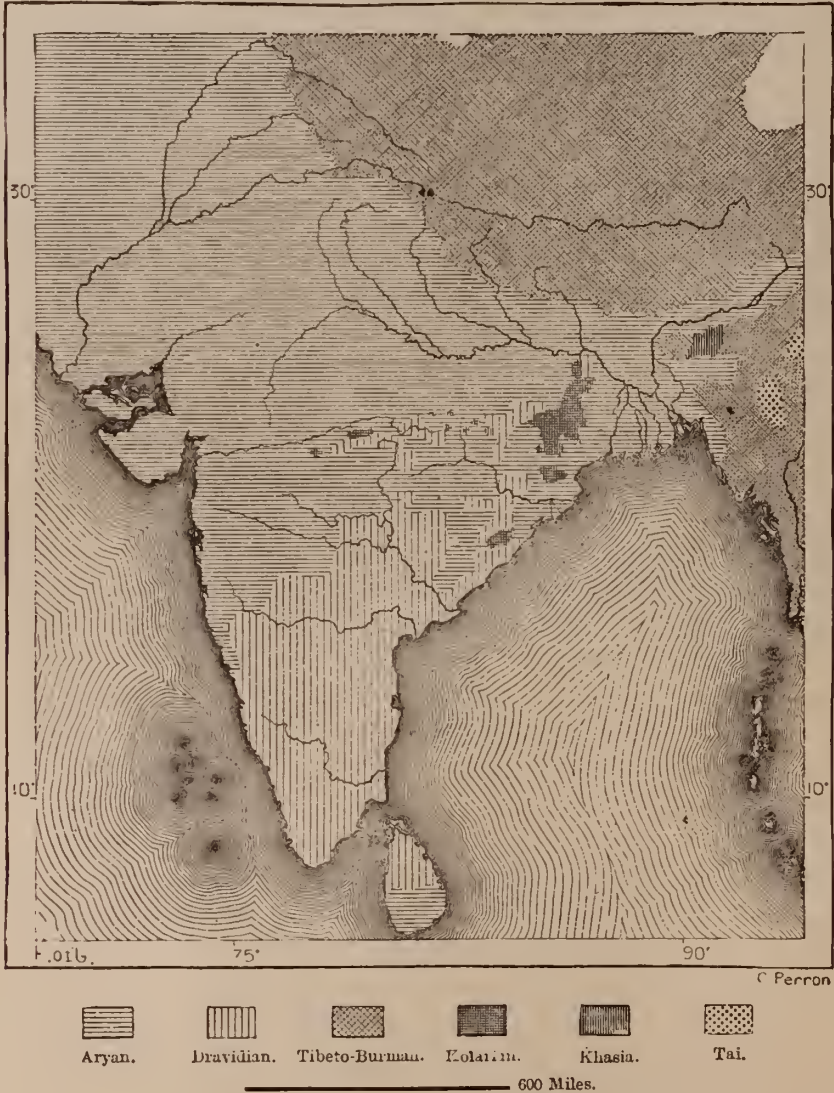 30°
30°
10°
10°
75°
90°
C Perron
Aryan.
Dravidian.
Tibeto-Burman.
Khasia.
Tai.
600 Miles.